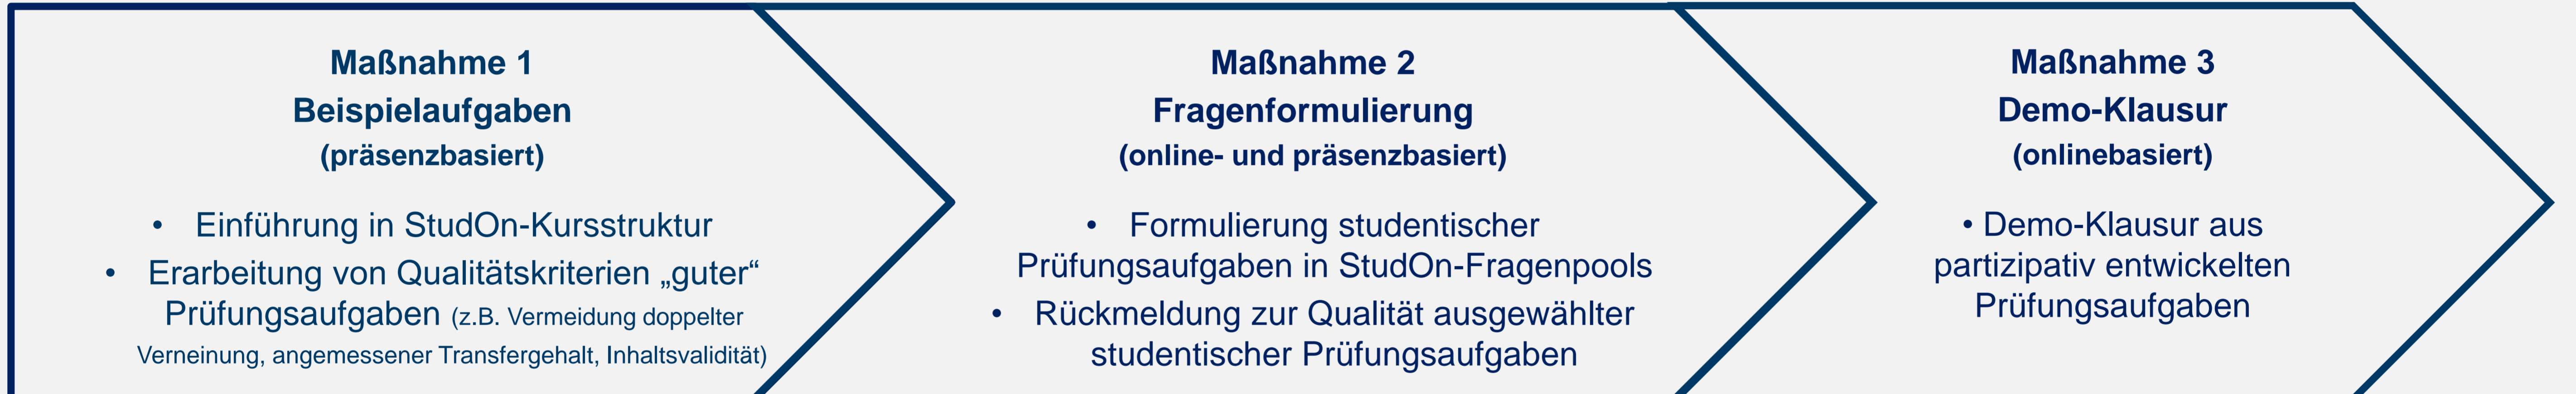 Maßnahme 1
Beispielaufgaben
(präsenzbasiert)
• Einführung in StudOn-Kursstruktur
• Erarbeitung von Qualitätskriterien „guter“
Prüfungsaufgaben (z.B. Vermeidung doppelter
Verneinung, angemessener Transfergehalt, Inhaltsvalidität)
Maßnahme 2
Fragenformulierung
(online- und präsenzbasiert)
• Formulierung studentischer
Prüfungsaufgaben in StudOn-Fragenpools
• Rückmeldung zur Qualität ausgewählter
studentischer Prüfungsaufgaben
Maßnahme 3
Demo-Klausur
(onlinebasiert)
• Demo-Klausur aus
partizipativ entwickelten
Prüfungsaufgaben